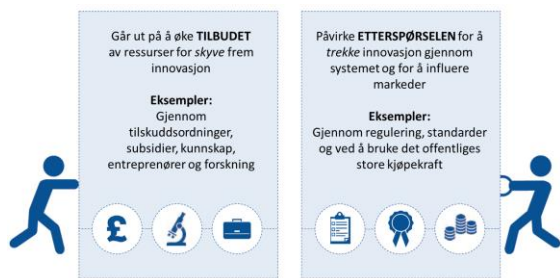 Går ut på å øke TILBUDET
av ressurser for skyve frem
innovasjon
Eksempler:
Gjennom
tilskuddsordninger,
subsidier, kunnskap,
entreprenører og forskning
£
Påvirke ETTERSPØRSELEN for å
trekke innovasjon gjennom
systemet og for å influere
markeder
Eksempler:
Gjennom regulering, standarder
og ved å bruke det offentliges
store kjøpekraft